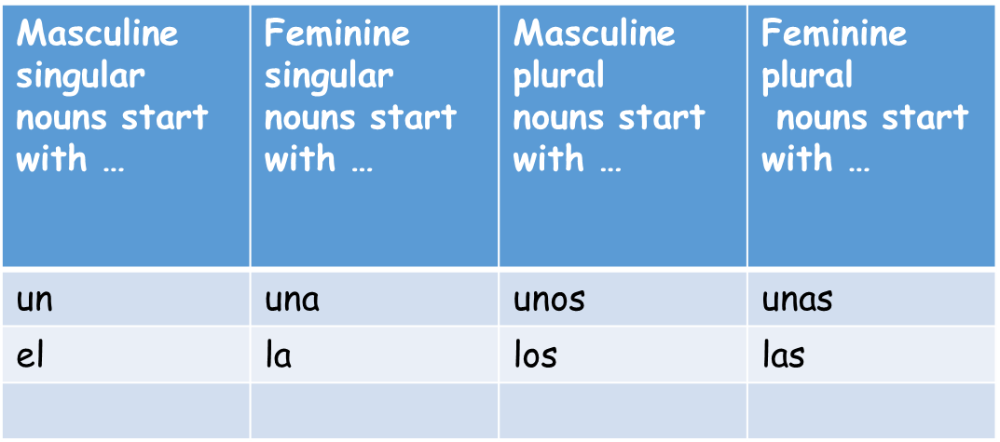 Masculine
singular
nouns start
with ...
Feminine
singular
nouns start
with ...
Masculine
plural
nouns start
with ...
Feminine
plural
nouns start
with ...
un una unos unas
el la los las